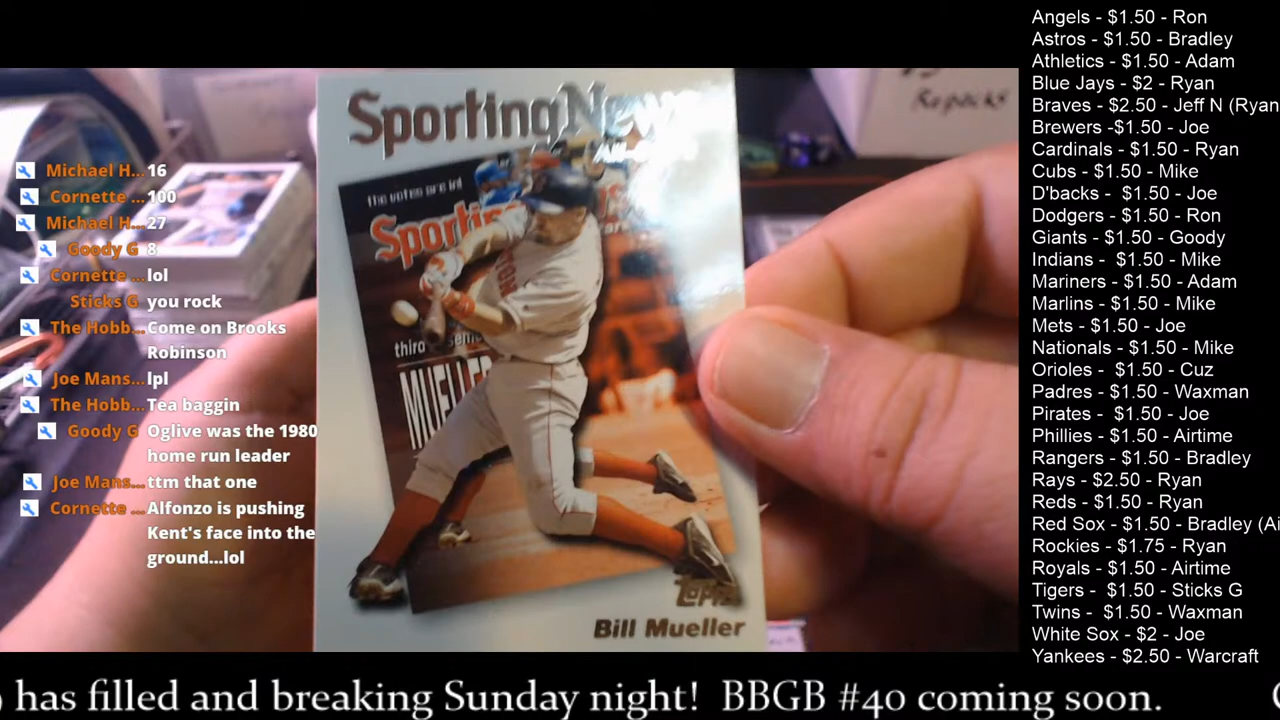 Repacks
Sporting News
the votes are in!
MUELLER
Topps
Bill Mueller
Michael H... 16
Cornette ... 100
Michael H... 27
Goody G 8
Cornette ... lol
Sticks G you rock
The Hobb... Come on Brooks
Robinson
Joe Mans... lpl
The Hobb... Tea baggin
Goody G Oglive was the 1980
home run leader
Joe Mans... ttm that one
Cornette ... Alfonzo is pushing
Kent's face into the
ground...lol
Angels - $1.50 - Ron
Astros - $1.50 - Bradley
Athletics - $1.50 - Adam
Blue Jays - $2 - Ryan
Braves - $2.50 - Jeff N (Ryan
Brewers -$1.50 - Joe
Cardinals - $1.50 - Ryan
Cubs - $1.50 - Mike
D'backs - $1.50 - Joe
Dodgers - $1.50 - Ron
Giants - $1.50 - Goody
Indians - $1.50 - Mike
Mariners - $1.50 - Adam
Marlins - $1.50 - Mike
Mets - $1.50 - Joe
Nationals - $1.50 - Mike
Orioles - $1.50 - Cuz
Padres - $1.50 - Waxman
Pirates - $1.50 - Joe
Phillies - $1.50 - Airtime
Rangers - $1.50 - Bradley
Rays - $2.50 - Ryan
Reds - $1.50 - Ryan
Red Sox - $1.50 - Bradley (Ai
Rockies - $1.75 - Ryan
Royals - $1.50 - Airtime
Tigers - $1.50 - Sticks G
Twins - $1.50 - Waxman
White Sox - $2 - Joe
Yankees - $2.50 - Warcraft
has filled and breaking Sunday night! BBGB #40 coming soon.